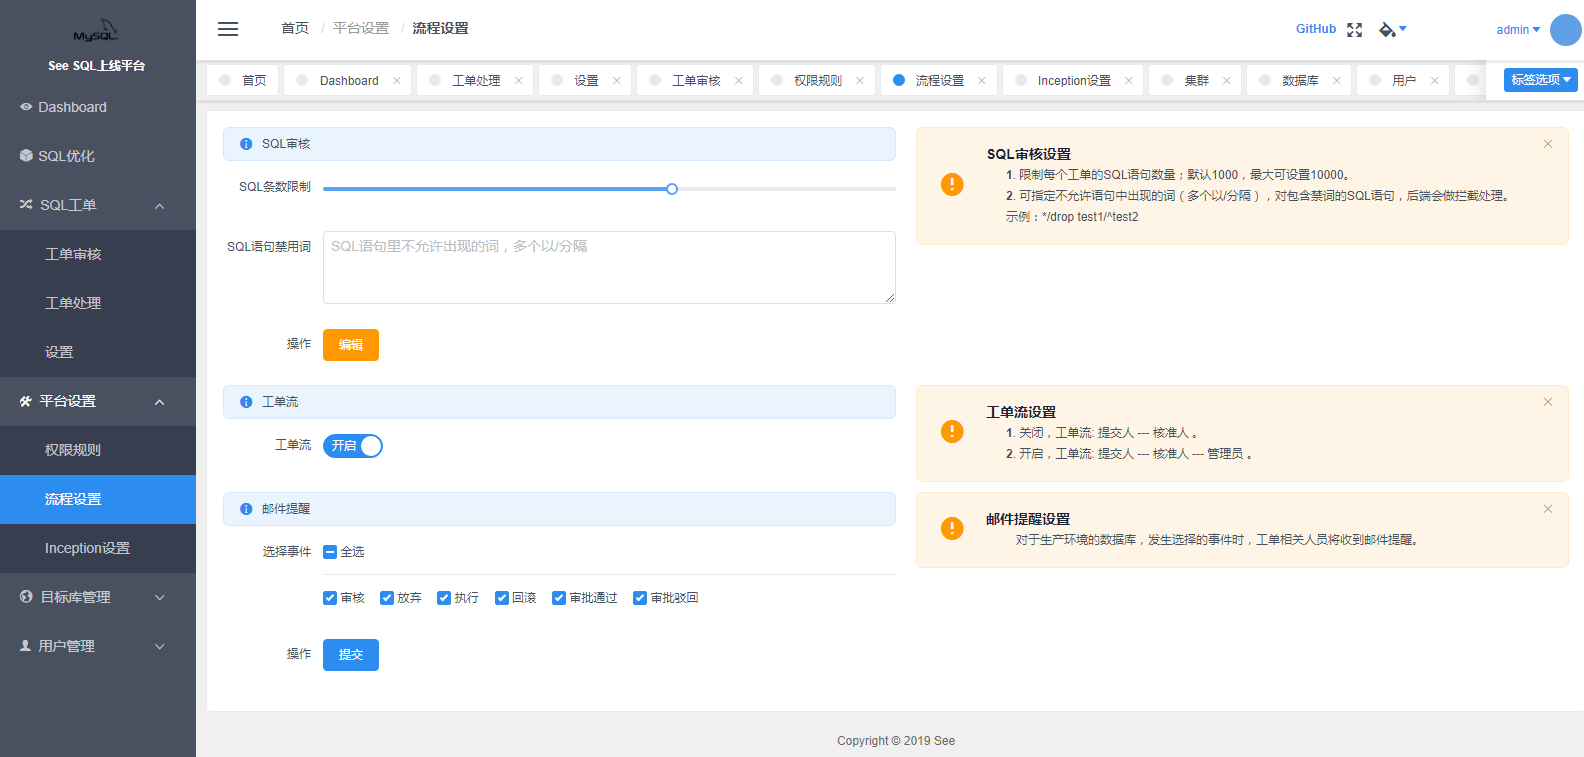 MySQL
See SQL上线平台
Dashboard
SQL优化
SQL工单
工单审核
工单处理
设置
平台设置
权限规则
流程设置
Inception设置
目标库管理
用户管理
首页 / 平台设置 / 流程设置
GitHub
admin
首页
Dashboard
工单处理
设置
工单审核
权限规则
流程设置
Inception设置
集群
数据库
用户
标签选项
SQL审核
SQL条数限制
SQL语句禁用词
SQL语句里不允许出现的词，多个以/分隔
操作
编辑
SQL审核设置
1. 限制每个工单的SQL语句数量；默认1000，最大可设置10000。
2. 可指定不允许语句中出现的词（多个以/分隔），对包含禁词的SQL语句，后端会做拦截处理。
示例：*/drop test1/^test2
工单流
工单流
开启
工单流设置
1. 关闭，工单流: 提交人 --- 核准人 。
2. 开启，工单流: 提交人 --- 核准人 --- 管理员 。
邮件提醒
选择事件
全选
审核 放弃 执行 回滚 审批通过 审批驳回
操作
提交
邮件提醒设置
对于生产环境的数据库，发生选择的事件时，工单相关人员将收到邮件提醒。
Copyright © 2019 See